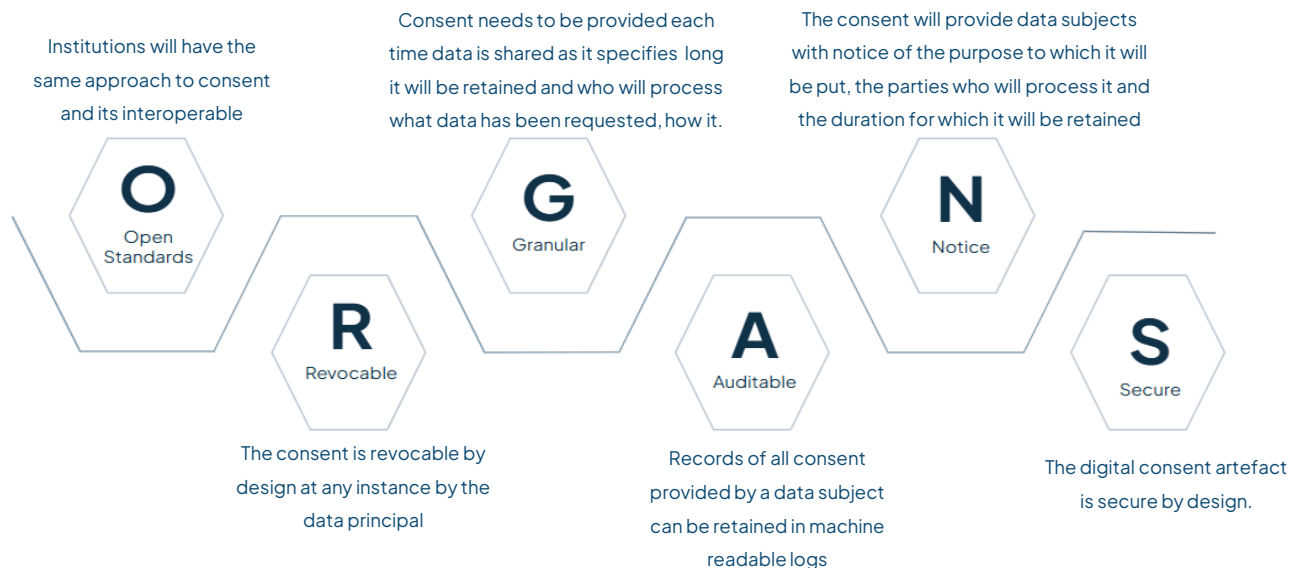 Institutions will have the
same approach to consent
and its interoperable
O
Open
Standards
R
Revocable
The consent is revocable by
design at any instance by the
data principal
Consent needs to be provided each
time data is shared as it specifies long
it will be retained and who will process
what data has been requested, how it.
G
Granular
A
Auditable
Records of all consent
provided by a data subject
can be retained in machine
readable logs
The consent will provide data subjects
with notice of the purpose to which it will
be put, the parties who will process it and
the duration for which it will be retained
N
Notice
S
Secure
The digital consent artefact
is secure by design.